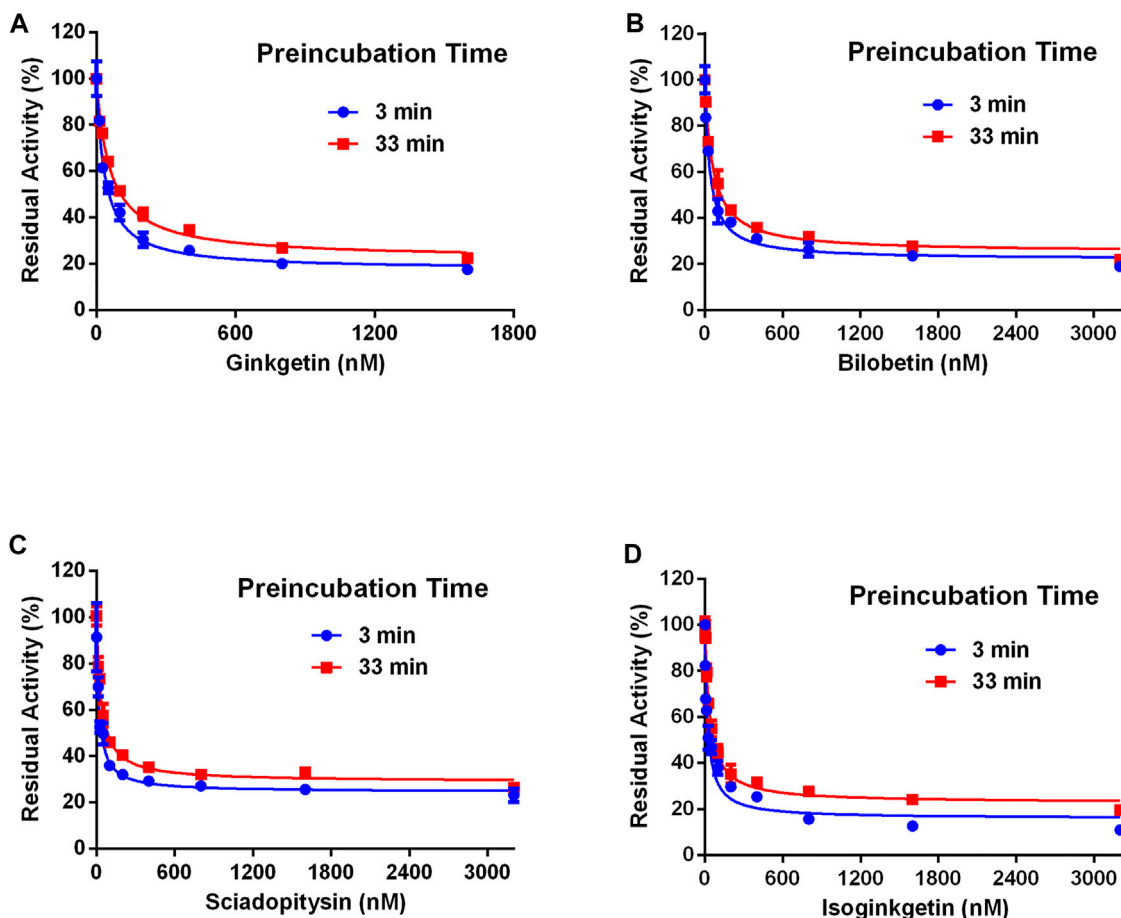 A
Preincubation Time
3 min
33 min
Residual Activity (%)
120
100
80
60
40
20
0
0 600 1200 1800
Ginkgetin (nM)
B
Preincubation Time
3 min
33 min
Residual Activity (%)
120
100
80
60
40
20
0
0 600 1200 1800 2400 3000
Bilobetin (nM)
C
Preincubation Time
3 min
33 min
Residual Activity (%)
120
100
80
60
40
20
0
0 600 1200 1800 2400 3000
Sciadopitysin (nM)
D
Preincubation Time
3 min
33 min
Residual Activity (%)
120
100
80
60
40
20
0
0 600 1200 1800 2400 3000
Isoginkgetin (nM)